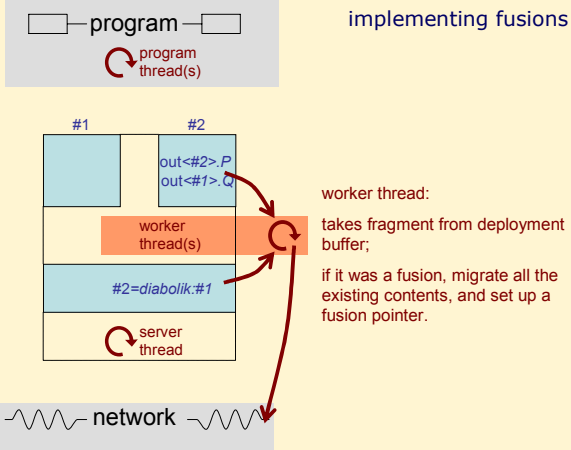 implementing fusions
program
program
thread(s)
#1
#2
out<#2>.P
out<#1>.Q
worker
thread(s)
#2=diabolik:#1
server
thread
network
worker thread:
takes fragment from deployment
buffer;
if it was a fusion, migrate all the
existing contents, and set up a
fusion pointer.